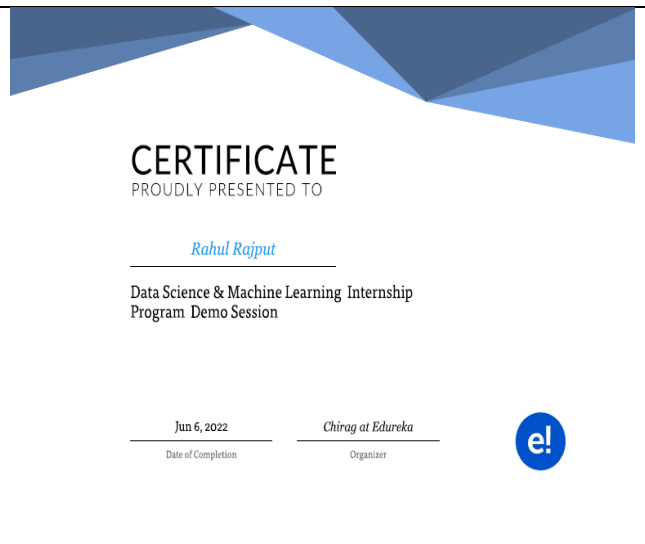 CERTIFICATE
PROUDLY PRESENTED TO
Rahul Rajput
Data Science & Machine Learning Internship
Program Demo Session
Jun 6, 2022
Chirag at Edureka
Date of Completion
Organizer
e!